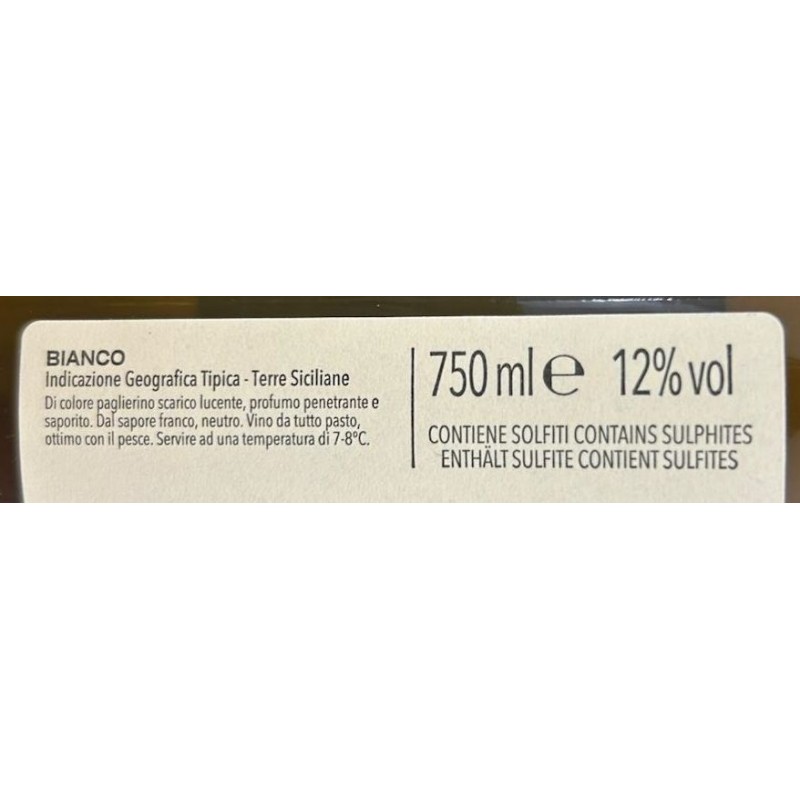 BIANCO
Indicazione Geografica Tipica - Terre Siciliane
Di colore paglierino scarico lucente, profumo penetrante e
saporito. Dal sapore franco, neutro. Vino da tutto pasto,
ottimo con il pesce. Servire ad una temperatura di 7-8°C.
750 ml e 12% vol
CONTIENE SOLFITI CONTAINS SULPHITES
ENTHÄLT SULFITE CONTIENT SULFITES